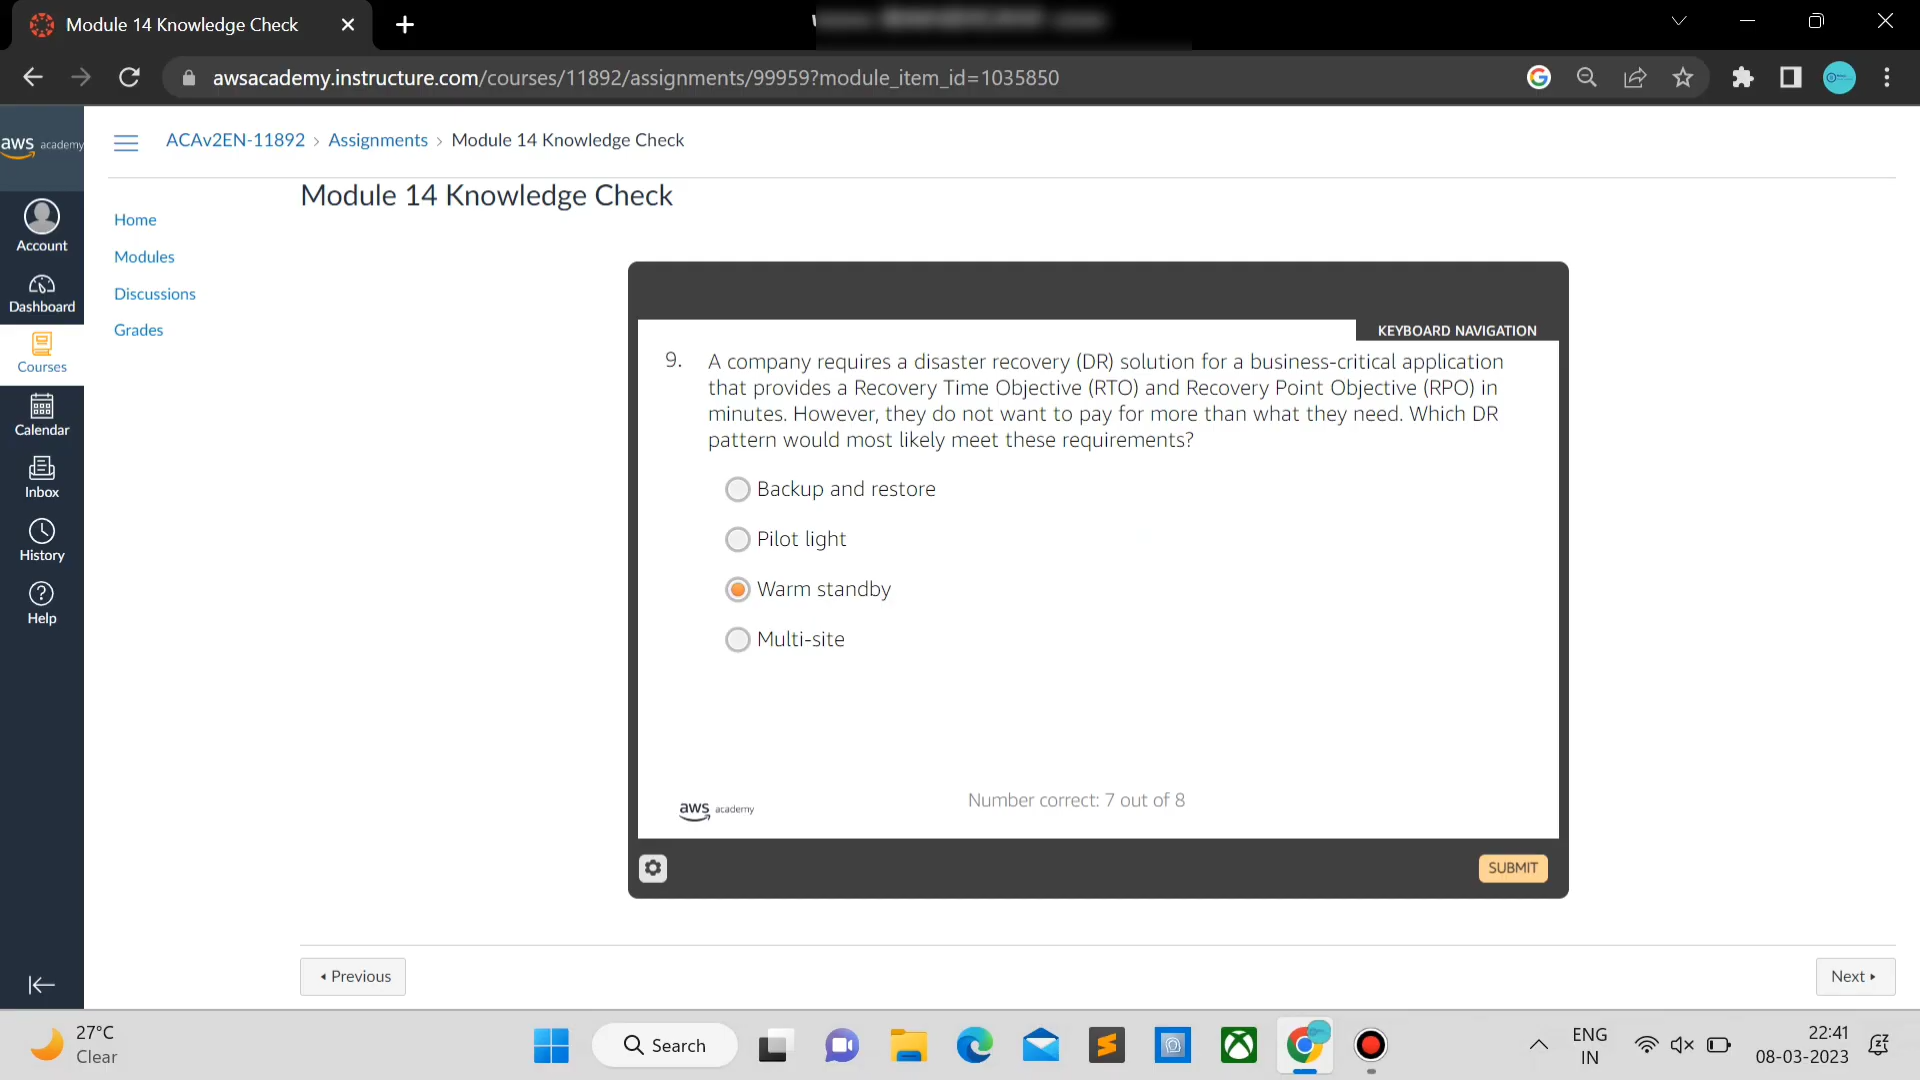 Module 14 Knowledge Check
awsacademy.instructure.com/courses/11892/assignments/99959?module_item_id=1035850
aws academy
ACAv2EN-11892 › Assignments › Module 14 Knowledge Check
Module 14 Knowledge Check
Account
Dashboard
Courses
Calendar
Inbox
History
Help
Home
Modules
Discussions
Grades
KEYBOARD NAVIGATION
9. A company requires a disaster recovery (DR) solution for a business-critical application
that provides a Recovery Time Objective (RTO) and Recovery Point Objective (RPO) in
minutes. However, they do not want to pay for more than what they need. Which DR
pattern would most likely meet these requirements?
Backup and restore
Pilot light
Warm standby
Multi-site
Number correct: 7 out of 8
aws academy
SUBMIT
Previous
Next
27°C
Clear
Search
ENG
IN
22:41
08-03-2023